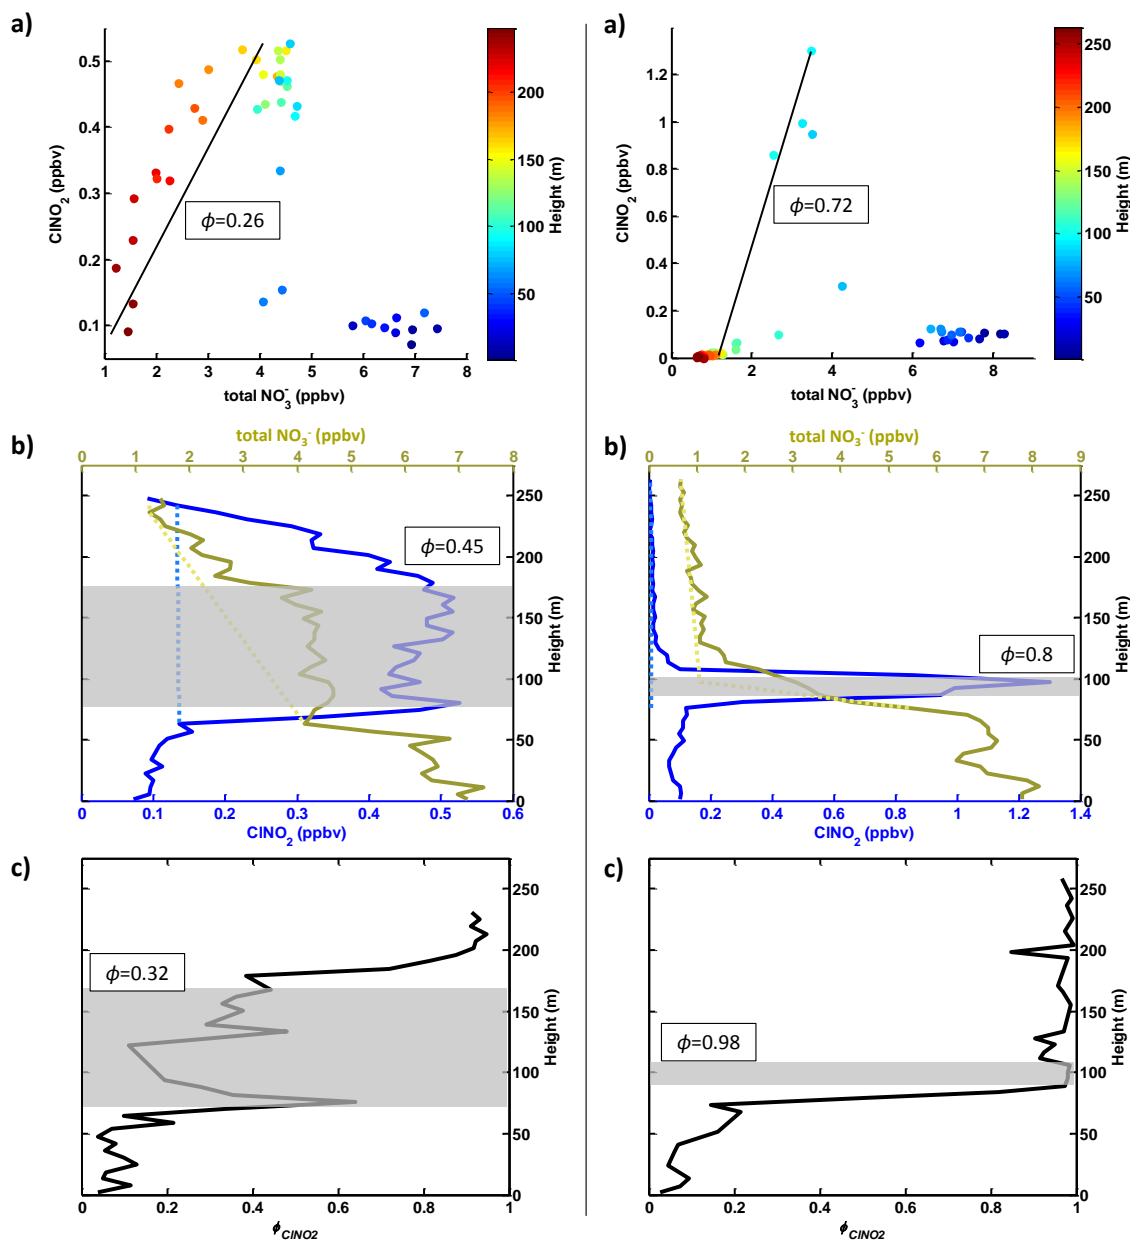 a)
ClNO2 (ppbv)
0.5
0.4
0.3
0.2
0.1
1 2 3 4 5 6 7 8
total NO3- (ppbv)
ϕ=0.26
200
150
100
50
Height (m)
a)
ClNO2 (ppbv)
1.2
1
0.8
0.6
0.4
0.2
0
0 2 4 6 8
total NO3- (ppbv)
ϕ=0.72
250
200
150
100
50
Height (m)
b)
total NO3- (ppbv)
0 1 2 3 4 5 6 7 8
ϕ=0.45
250
200
150
100
50
0
Height (m)
0 0.1 0.2 0.3 0.4 0.5 0.6
ClNO2 (ppbv)
b)
total NO3- (ppbv)
0 1 2 3 4 5 6 7 8 9
ϕ=0.8
250
200
150
100
50
0
Height (m)
0 0.2 0.4 0.6 0.8 1 1.2 1.4
ClNO2 (ppbv)
c)
ϕ=0.32
250
200
150
100
50
0
Height (m)
0 0.2 0.4 0.6 0.8 1
ϕClNO2
c)
ϕ=0.98
250
200
150
100
50
0
Height (m)
0 0.2 0.4 0.6 0.8 1
ϕClNO2